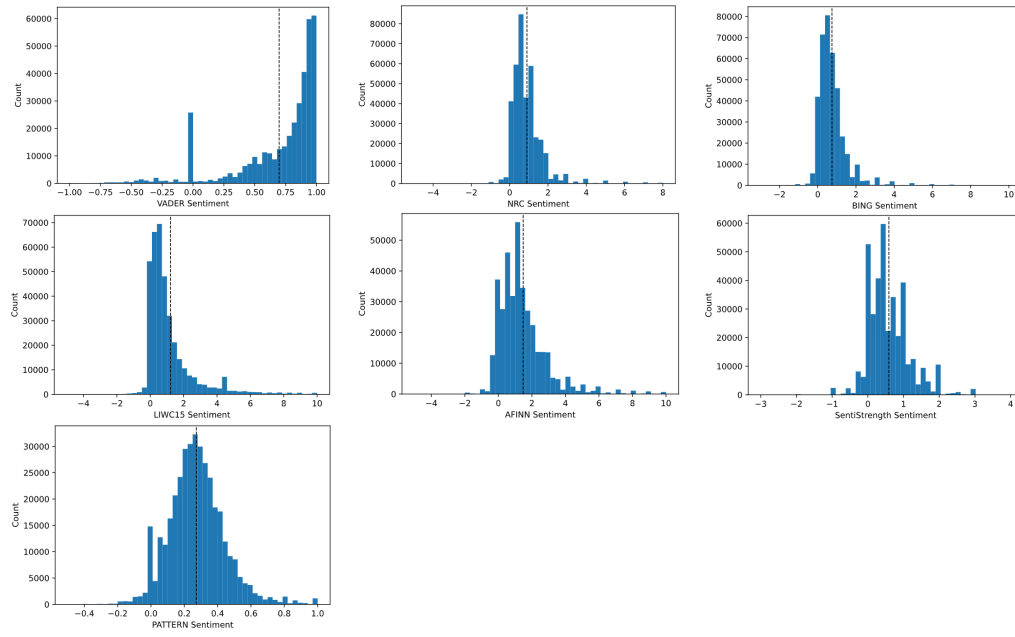 60000
50000
40000
30000
20000
10000
0
Count
−1.00 −0.75 −0.50 −0.25 0.00 0.25 0.50 0.75 1.00
VADER Sentiment
80000
70000
60000
50000
40000
30000
20000
10000
0
Count
−4 −2 0 2 4 6 8
NRC Sentiment
80000
70000
60000
50000
40000
30000
20000
10000
0
Count
−4 −2 0 2 4 6 8 10
BING Sentiment
70000
60000
50000
40000
30000
20000
10000
0
Count
−4 −2 0 2 4 6 8 10
LIWC15 Sentiment
50000
40000
30000
20000
10000
0
Count
−4 −2 0 2 4 6 8 10
AFINN Sentiment
60000
50000
40000
30000
20000
10000
0
Count
−3 −2 −1 0 1 2 3 4
SentiStrength Sentiment
30000
25000
20000
15000
10000
5000
0
Count
−0.4 −0.2 0.0 0.2 0.4 0.6 0.8 1.0
PATTERN Sentiment